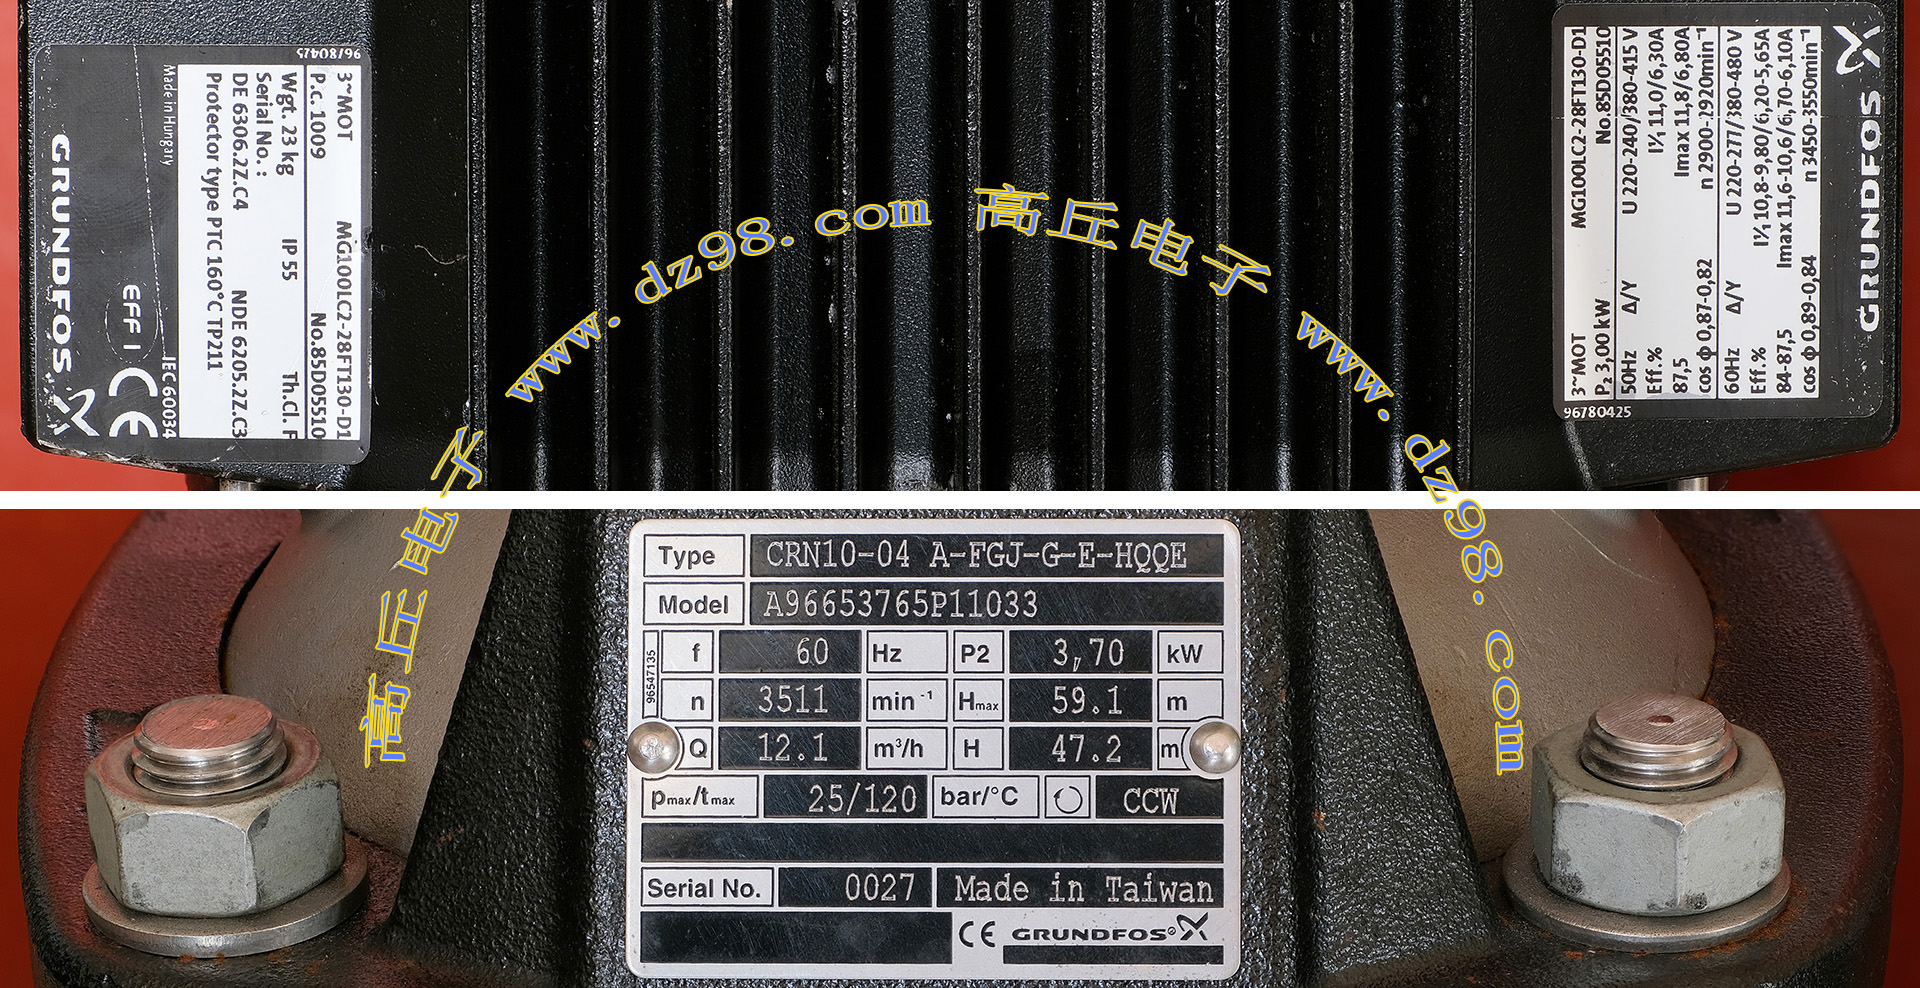 96780425
3~MOT MG100LC2-28FT130-D1
P.c. 1009 No.85D05510
Wgt. 23 kg IP 55 Th.Cl. F
Serial No. :
DE 6306.2Z.C4 NDE 6205.2Z.C3
Protector type PTC 160°C TP211
Made in Hungary
EFF 1
IEC 60034
CE
GRUNDFOS
3~MOT MG100LC2-28FT130-D1
P₂ 3,00 kW No.85D05510
50Hz Δ/Y U 220-240/380-415 V
Eff.% I1/1 11,0/6,30A
87,5 Imax 11,8/6,80A
cos ϕ 0,87-0,82 n 2900-2920min⁻¹
60Hz Δ/Y U 220-277/380-480 V
Eff.% I1/1 10,8-9,80/6,20-5,65A
84-87,5 Imax 11,6-10,6/6,70-6,10A
cos ϕ 0,89-0,84 n 3450-3550min⁻¹
96780425
GRUNDFOS
高丘电子 www.dz98.com 高丘电子 www.dz98.com
Type CRN10-04 A-FGJ-G-E-HQQE
Model A96653765P11033
96547135
f 60 Hz P2 3,70 kW
n 3511 min⁻¹ Hmax 59.1 m
Q 12.1 m³/h H 47.2 m
pmax/tmax 25/120 bar/°C CCW
Serial No. 0027 Made in Taiwan
CE GRUNDFOS®